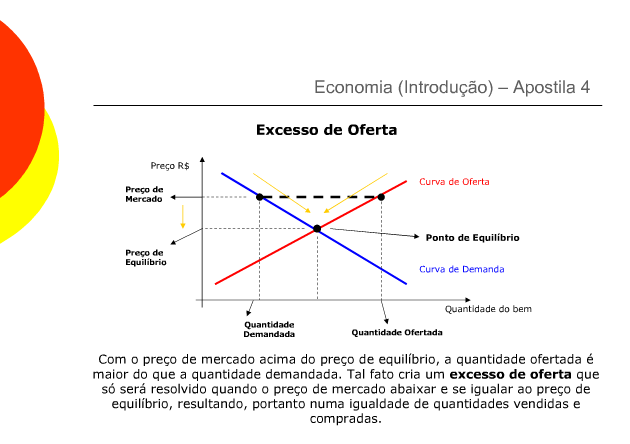 Economia (Introdução) – Apostila 4
Excesso de Oferta
Preço R$
Preço de
Mercado
Curva de Oferta
Ponto de Equilíbrio
Preço de
Equilíbrio
Curva de Demanda
Quantidade do bem
Quantidade
Demandada
Quantidade Ofertada
Com o preço de mercado acima do preço de equilíbrio, a quantidade ofertada é
maior do que a quantidade demandada. Tal fato cria um excesso de oferta que
só será resolvido quando o preço de mercado abaixar e se igualar ao preço de
equilíbrio, resultando, portanto numa igualdade de quantidades vendidas e
compradas.